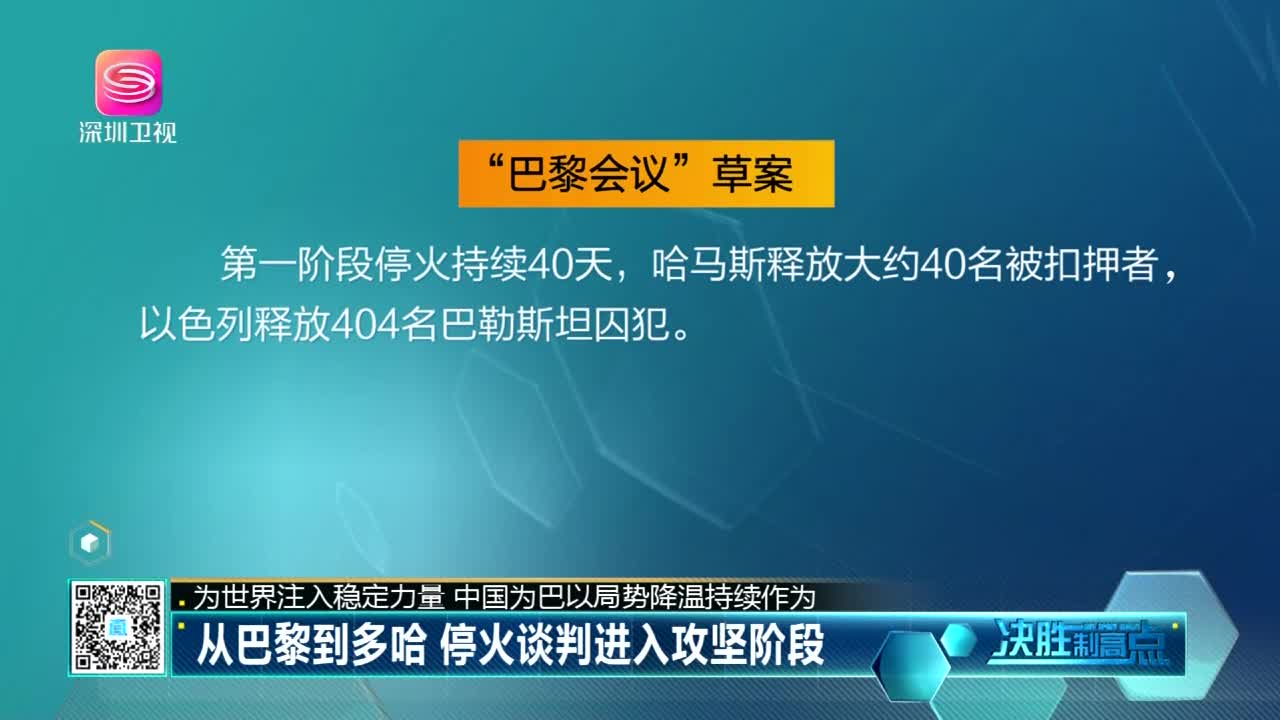 深圳卫视
“巴黎会议”草案
第一阶段停火持续40天，哈马斯释放大约40名被扣押者，
以色列释放404名巴勒斯坦囚犯。
为世界注入稳定力量 中国为巴以局势降温持续作为
从巴黎到多哈 停火谈判进入攻坚阶段
决胜制高点